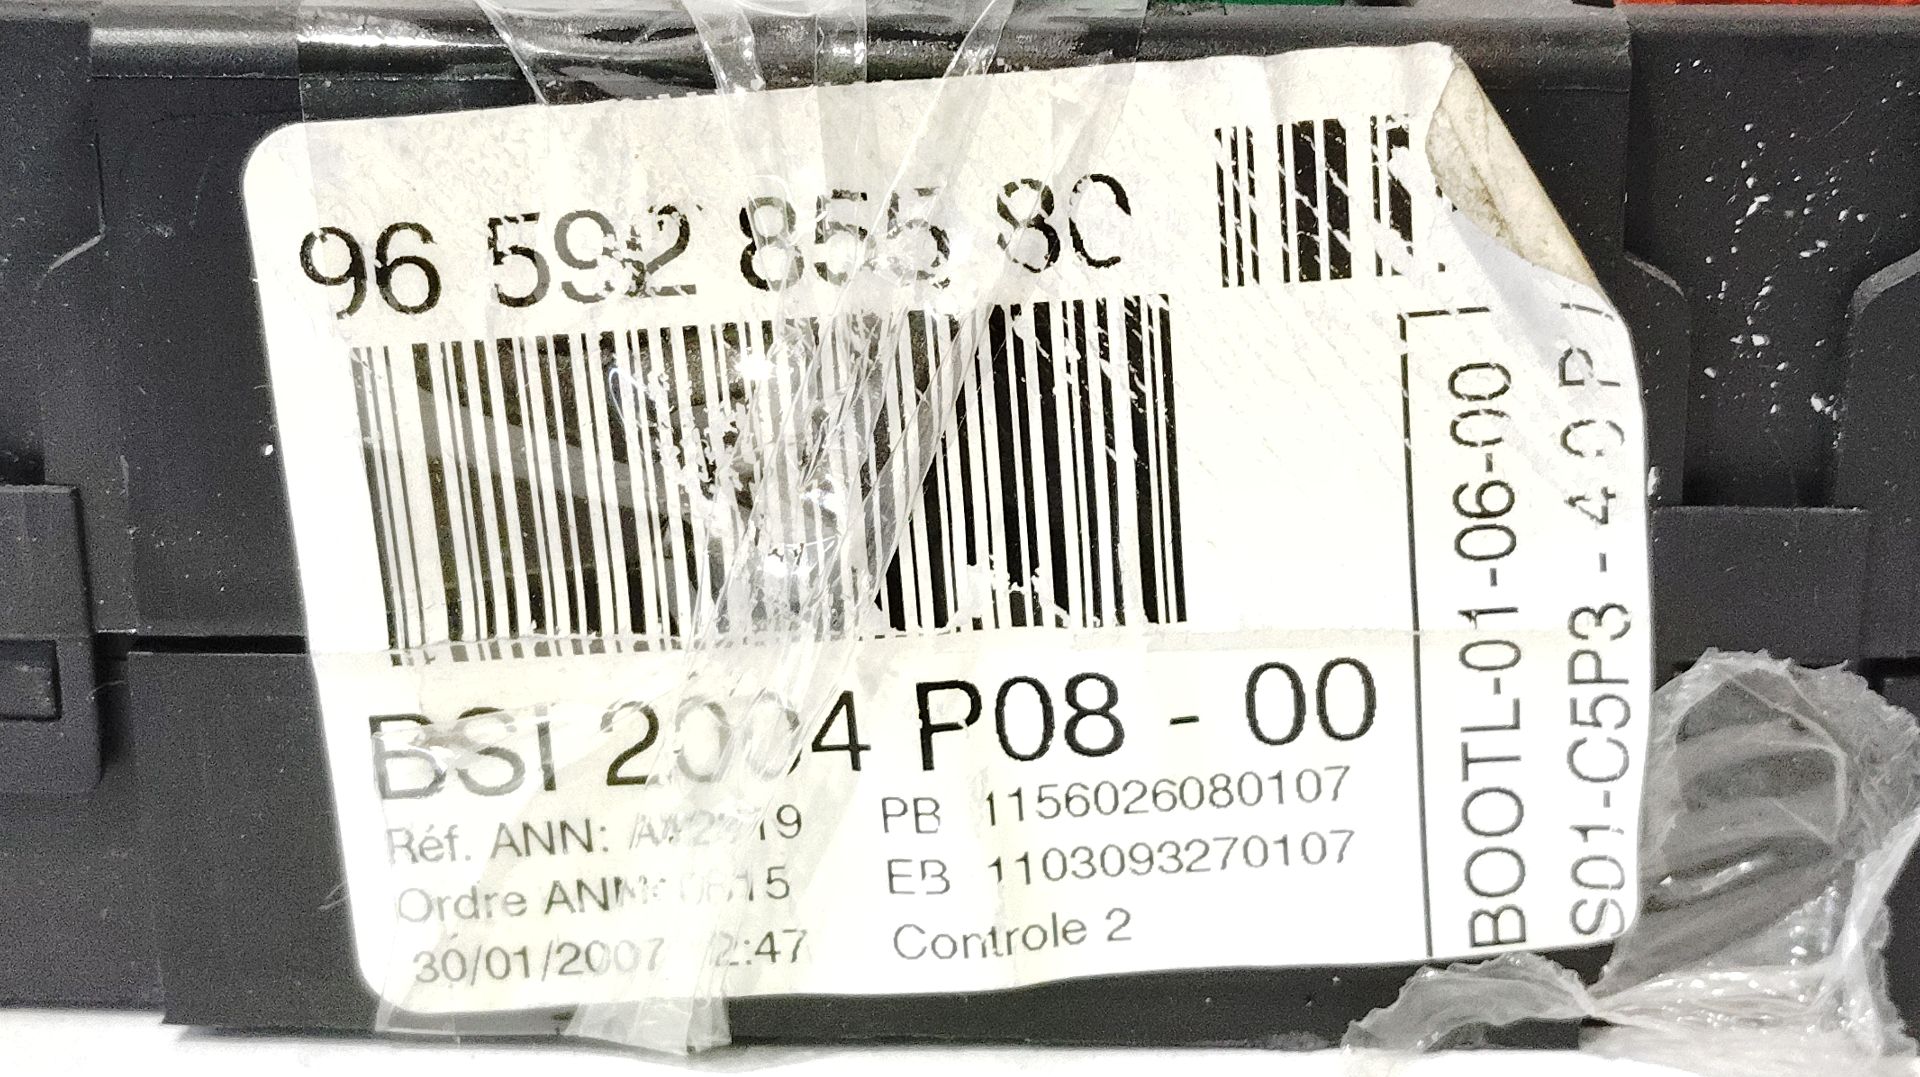 96 592 855 80
BSI 2004 P08 - 00
Réf. ANN:
PB 1156026080107
Ordre
EB 1103093270107
30/01/2007
Controle 2
BOOTL-01-06-00
S01-C5P3 -